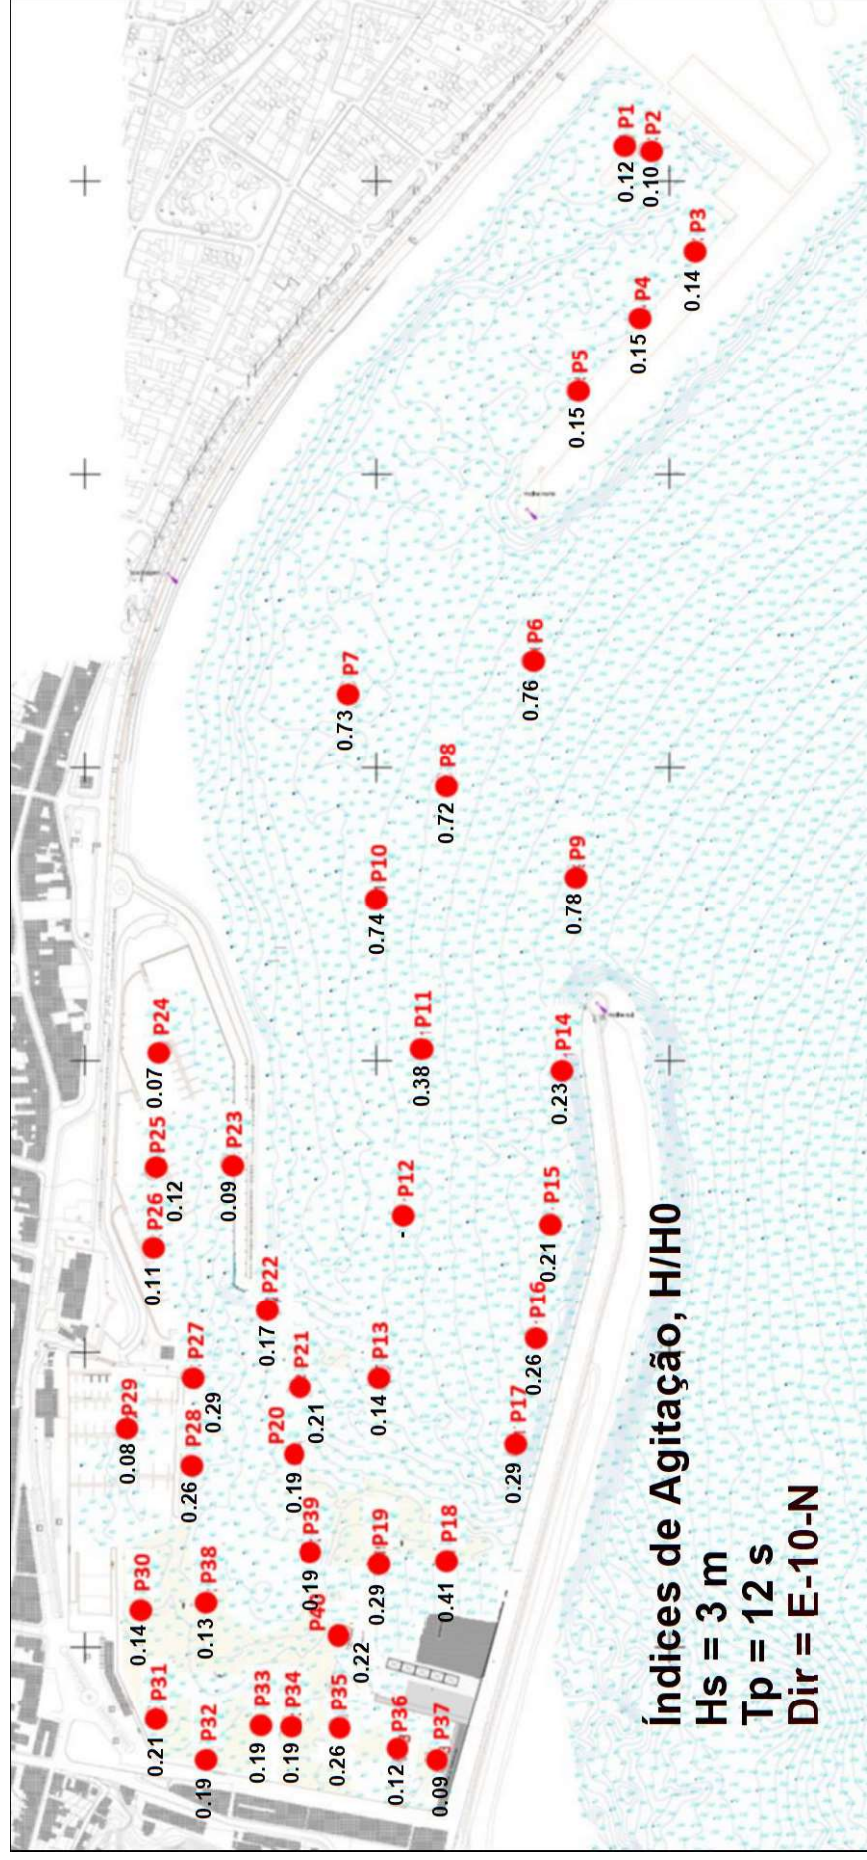 P31
0.21
P30
0.14
P29
0.08
P26
0.11
P25
0.12
P24
0.07
P32
0.19
P38
0.13
P28
0.26
P27
0.29
P23
0.09
P33
0.19
P34
0.19
P39
0.19
P20
0.19
P21
0.21
P22
0.17
P35
0.26
P40
0.22
P19
0.29
P13
0.14
P12
-
P11
0.38
P10
0.74
P7
0.73
P36
0.12
P37
0.09
P18
0.41
P8
0.72
P17
0.29
P16
0.26
P15
0.21
P14
0.23
P9
0.78
P6
0.76
P5
0.15
P4
0.15
P3
0.14
P1
0.12
P2
0.10
Índices de Agitação, H/H0
Hs = 3 m
Tp = 12 s
Dir = E-10-N